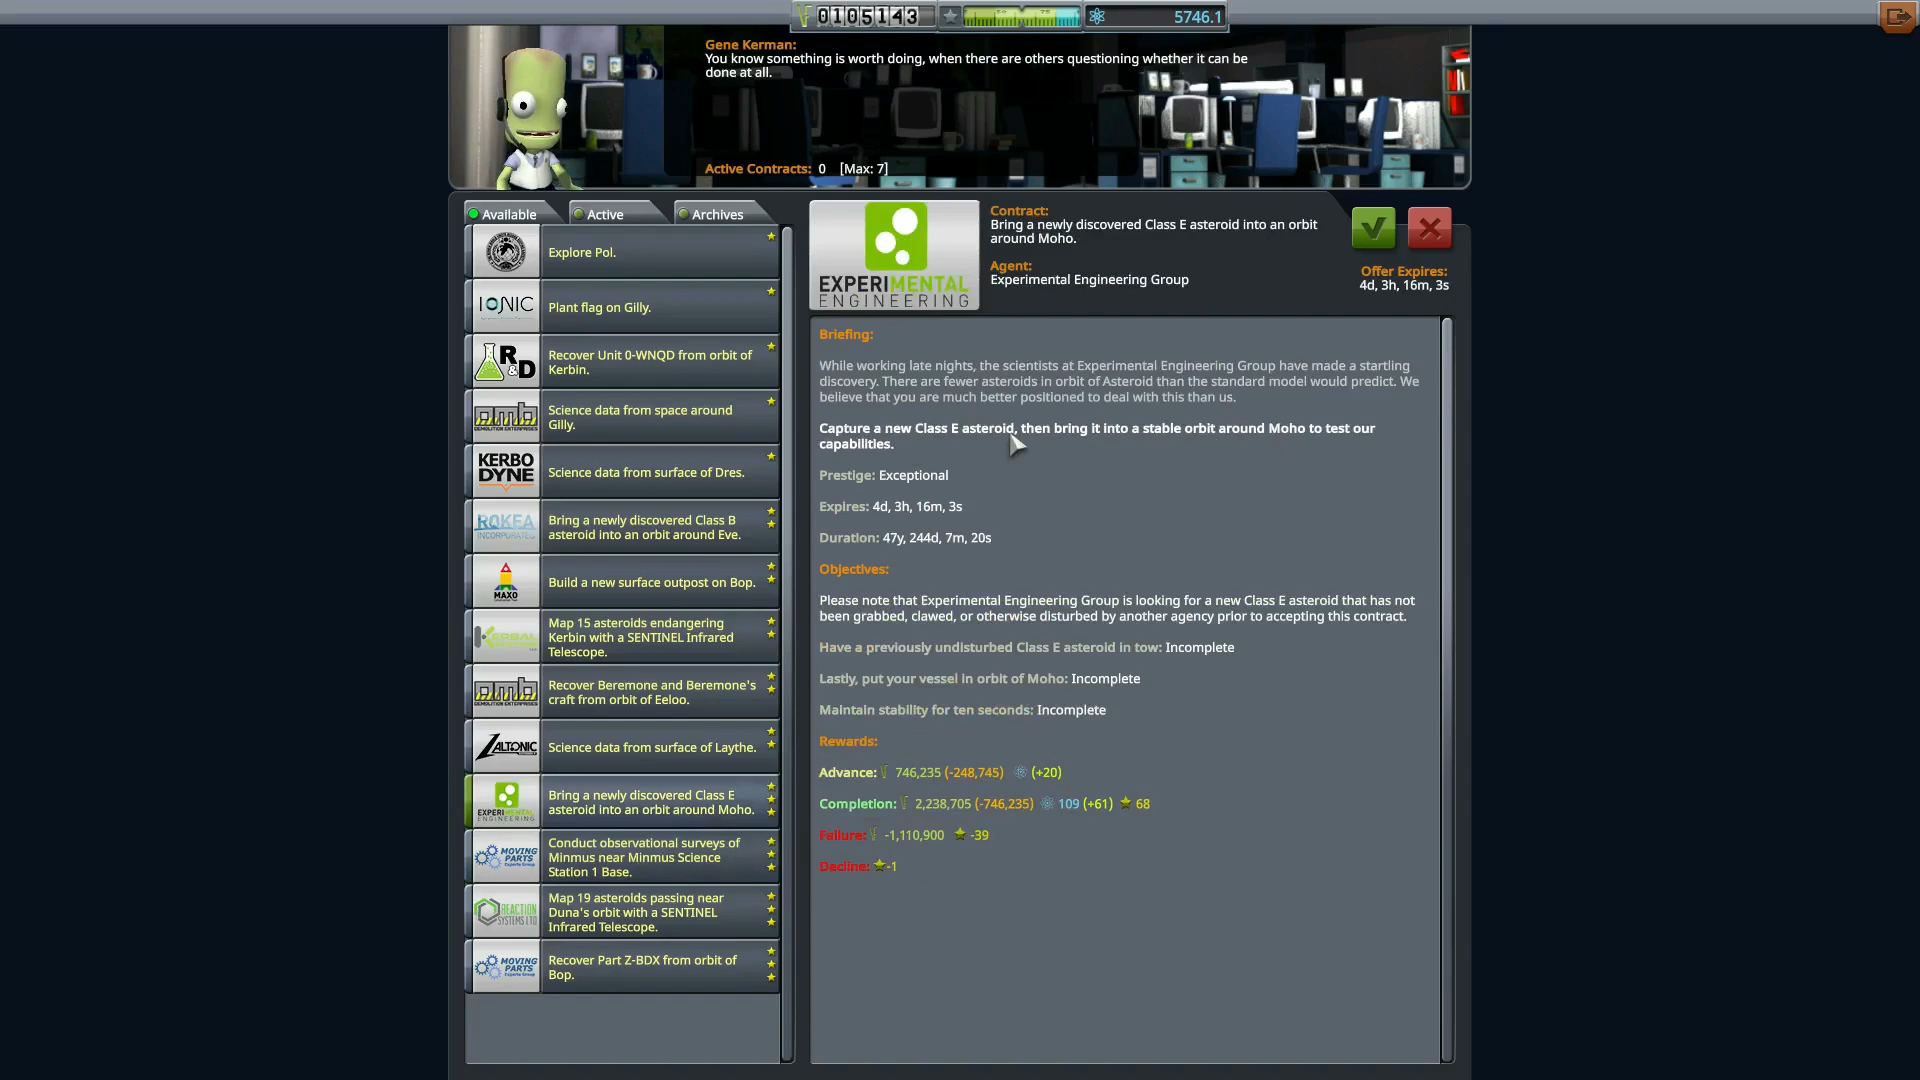 0105143
5746.1
Gene Kerman:
You know something is worth doing, when there are others questioning whether it can be
done at all.
Active Contracts: 0 [Max: 7]
Available
Active
Archives
Explore Pol.
IONIC
Plant flag on Gilly.
R&D
Recover Unit 0-WNQD from orbit of
Kerbin.
DEMOLITION ENTERPRISES
Science data from space around
Gilly.
KERBO
DYNE
Science data from surface of Dres.
ROKEA
INCORPORATED
Bring a newly discovered Class B
asteroid into an orbit around Eve.
MAXO
Build a new surface outpost on Bop.
Map 15 asteroids endangering
Kerbin with a SENTINEL Infrared
Telescope.
DEMOLITION ENTERPRISES
Recover Beremone and Beremone's
craft from orbit of Eeloo.
ZALTONIC
Science data from surface of Laythe.
EXPERIMENTAL
ENGINEERING
Bring a newly discovered Class E
asteroid into an orbit around Moho.
MOVING
PARTS
Experts Group
Conduct observational surveys of
Minmus near Minmus Science
Station 1 Base.
REACTION
SYSTEMS LTD
Map 19 asteroids passing near
Duna's orbit with a SENTINEL
Infrared Telescope.
MOVING
PARTS
Experts Group
Recover Part Z-BDX from orbit of
Bop.
EXPERIMENTAL
ENGINEERING
Contract:
Bring a newly discovered Class E asteroid into an orbit
around Moho.
Agent:
Experimental Engineering Group
Offer Expires:
4d, 3h, 16m, 3s
Briefing:
While working late nights, the scientists at Experimental Engineering Group have made a startling
discovery. There are fewer asteroids in orbit of Asteroid than the standard model would predict. We
believe that you are much better positioned to deal with this than us.
Capture a new Class E asteroid, then bring it into a stable orbit around Moho to test our
capabilities.
Prestige: Exceptional
Expires: 4d, 3h, 16m, 3s
Duration: 47y, 244d, 7m, 20s
Objectives:
Please note that Experimental Engineering Group is looking for a new Class E asteroid that has not
been grabbed, clawed, or otherwise disturbed by another agency prior to accepting this contract.
Have a previously undisturbed Class E asteroid in tow: Incomplete
Lastly, put your vessel in orbit of Moho: Incomplete
Maintain stability for ten seconds: Incomplete
Rewards:
Advance: 746,235 (-248,745) (+20)
Completion: 2,238,705 (-746,235) 109 (+61) 68
Failure: -1,110,900 -39
Decline: -1